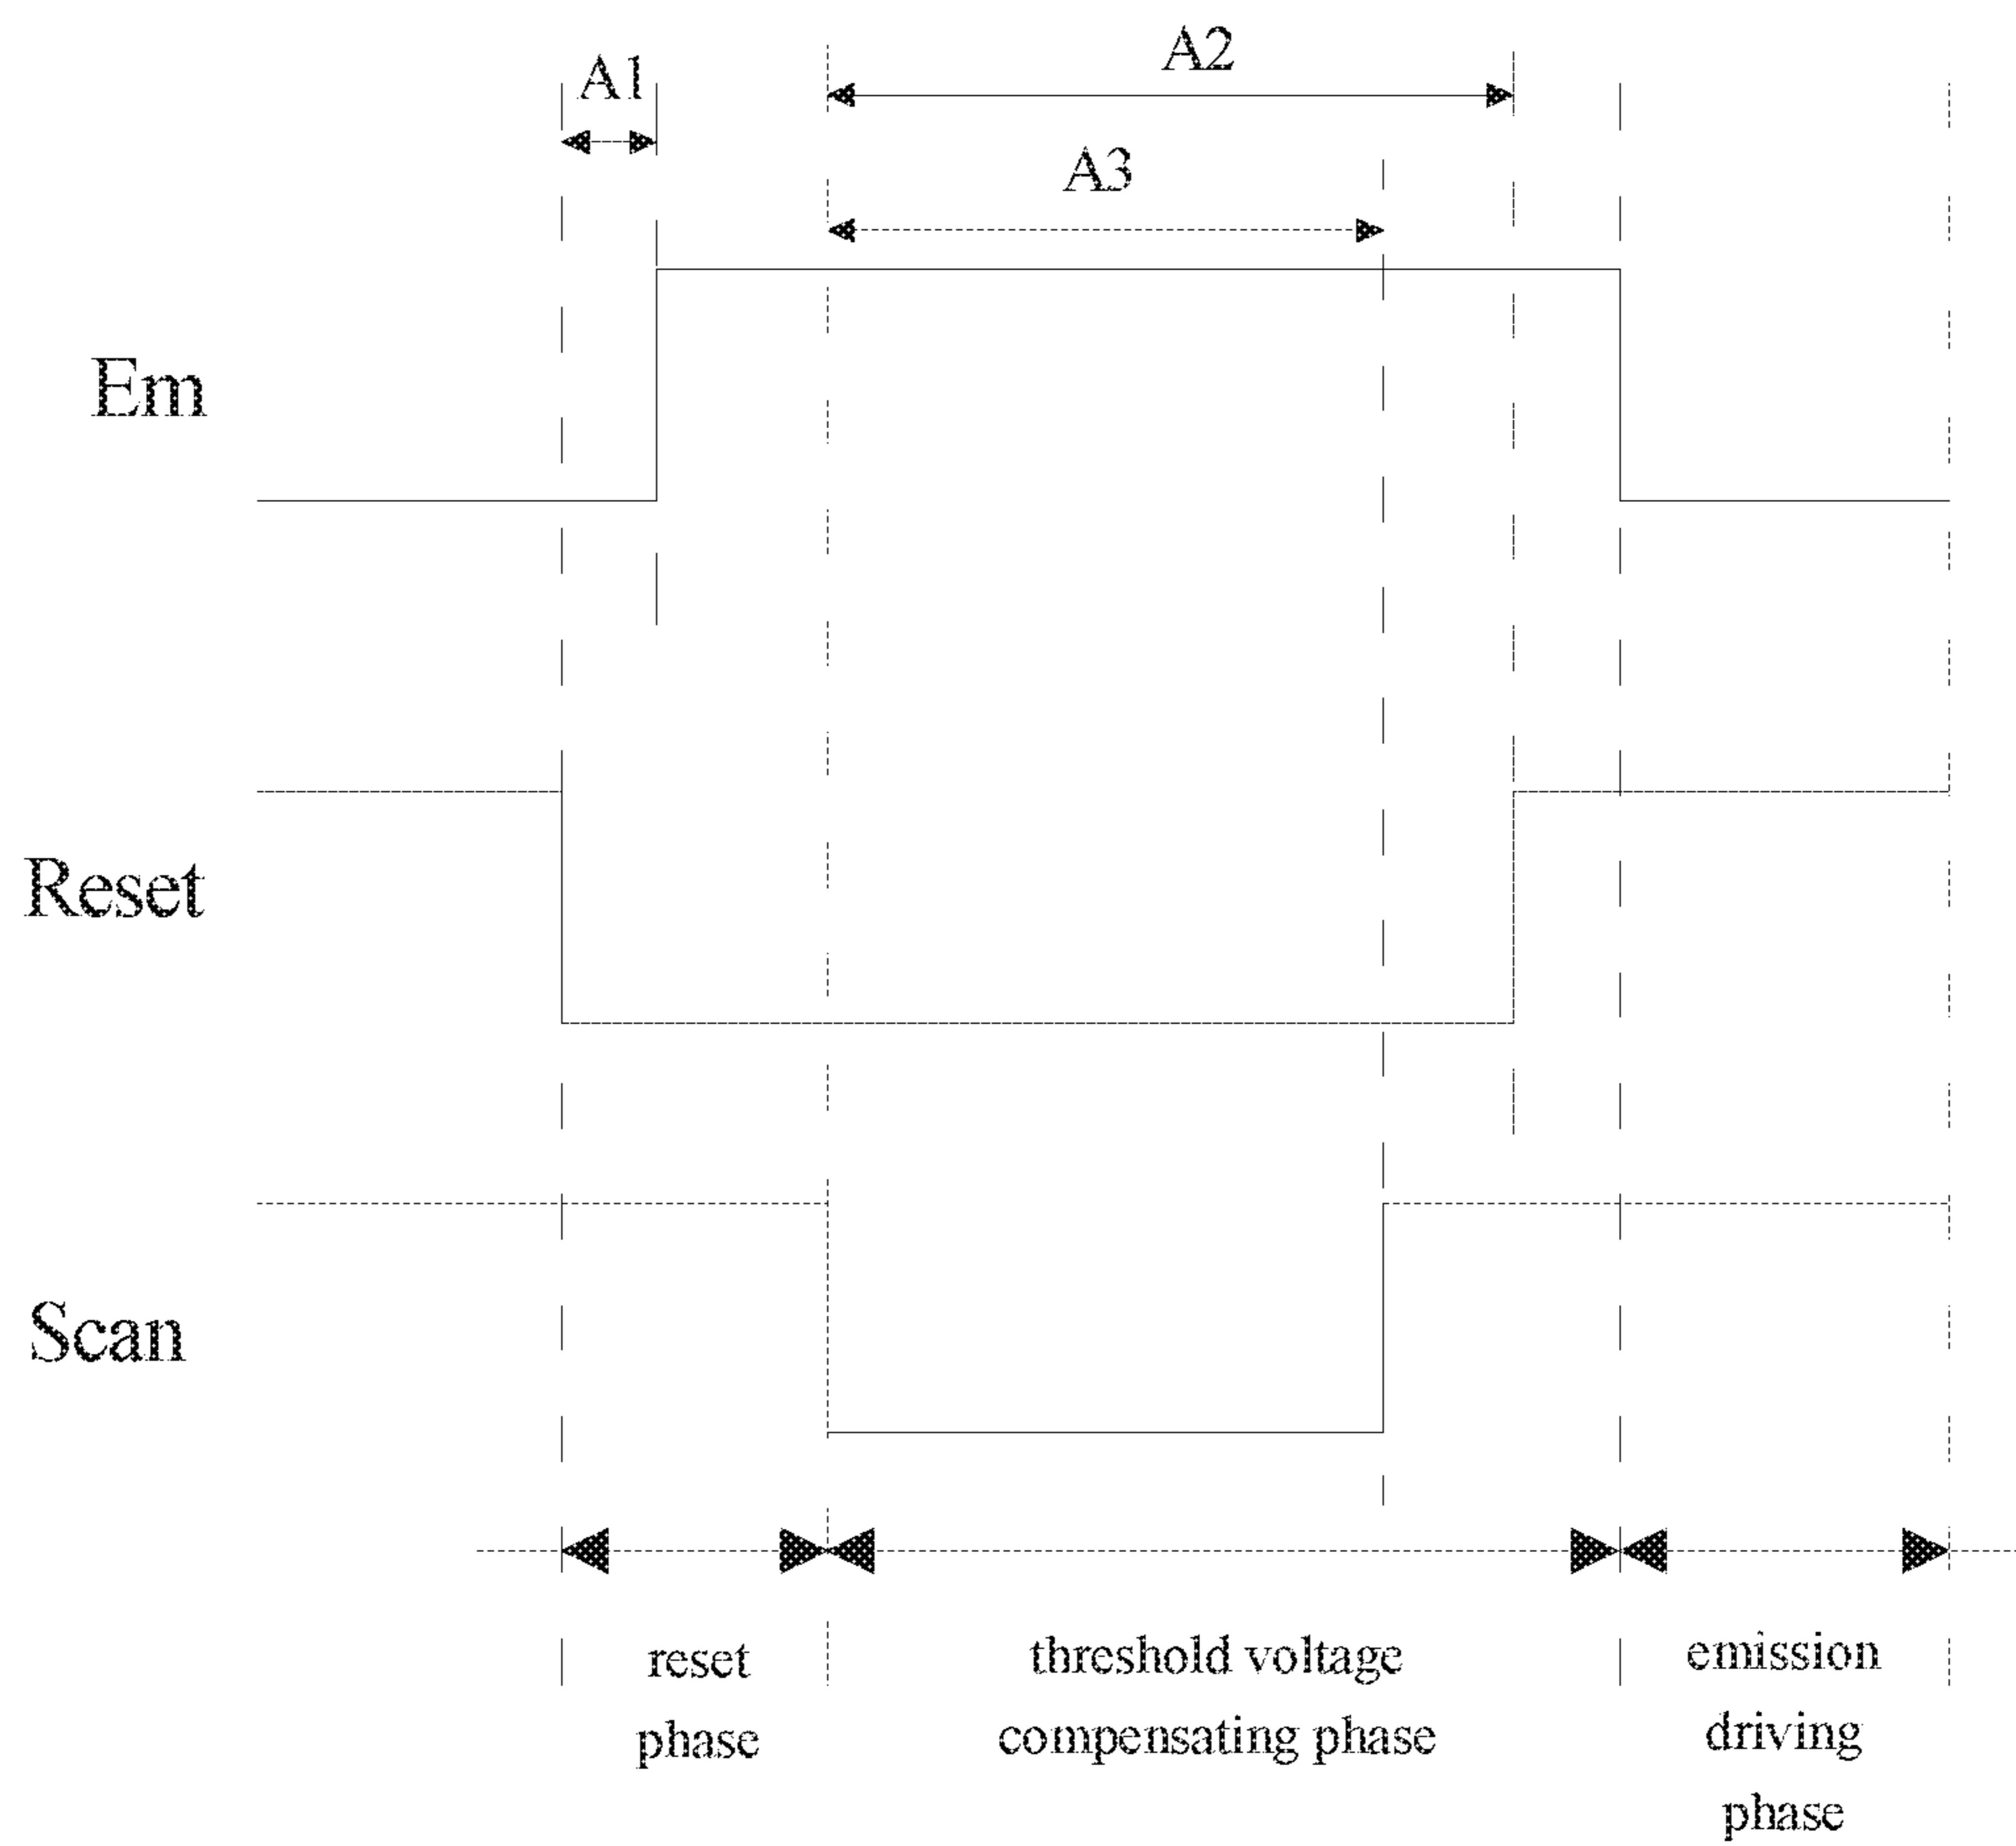 A1
A2
A3
Em
Reset
Scan
reset
phase
threshold voltage
compensating phase
emission
driving
phase